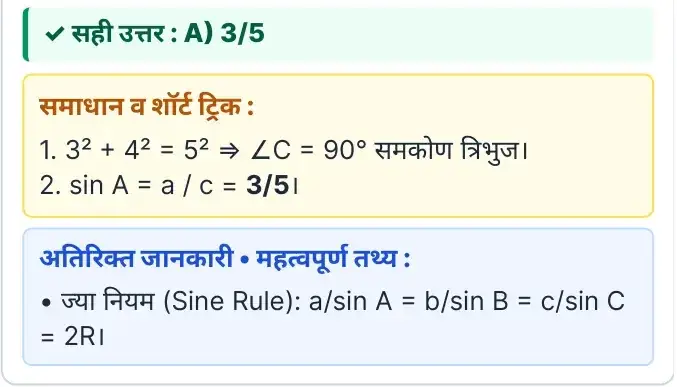 ✓ सही उत्तर : A) 3/5
समाधान व शॉर्ट ट्रिक :
1. 3² + 4² = 5² ⇒ ∠C = 90° समकोण त्रिभुज।
2. sin A = a / c = 3/5।
अतिरिक्त जानकारी • महत्वपूर्ण तथ्य :
• ज्या नियम (Sine Rule): a/sin A = b/sin B = c/sin C
= 2R।